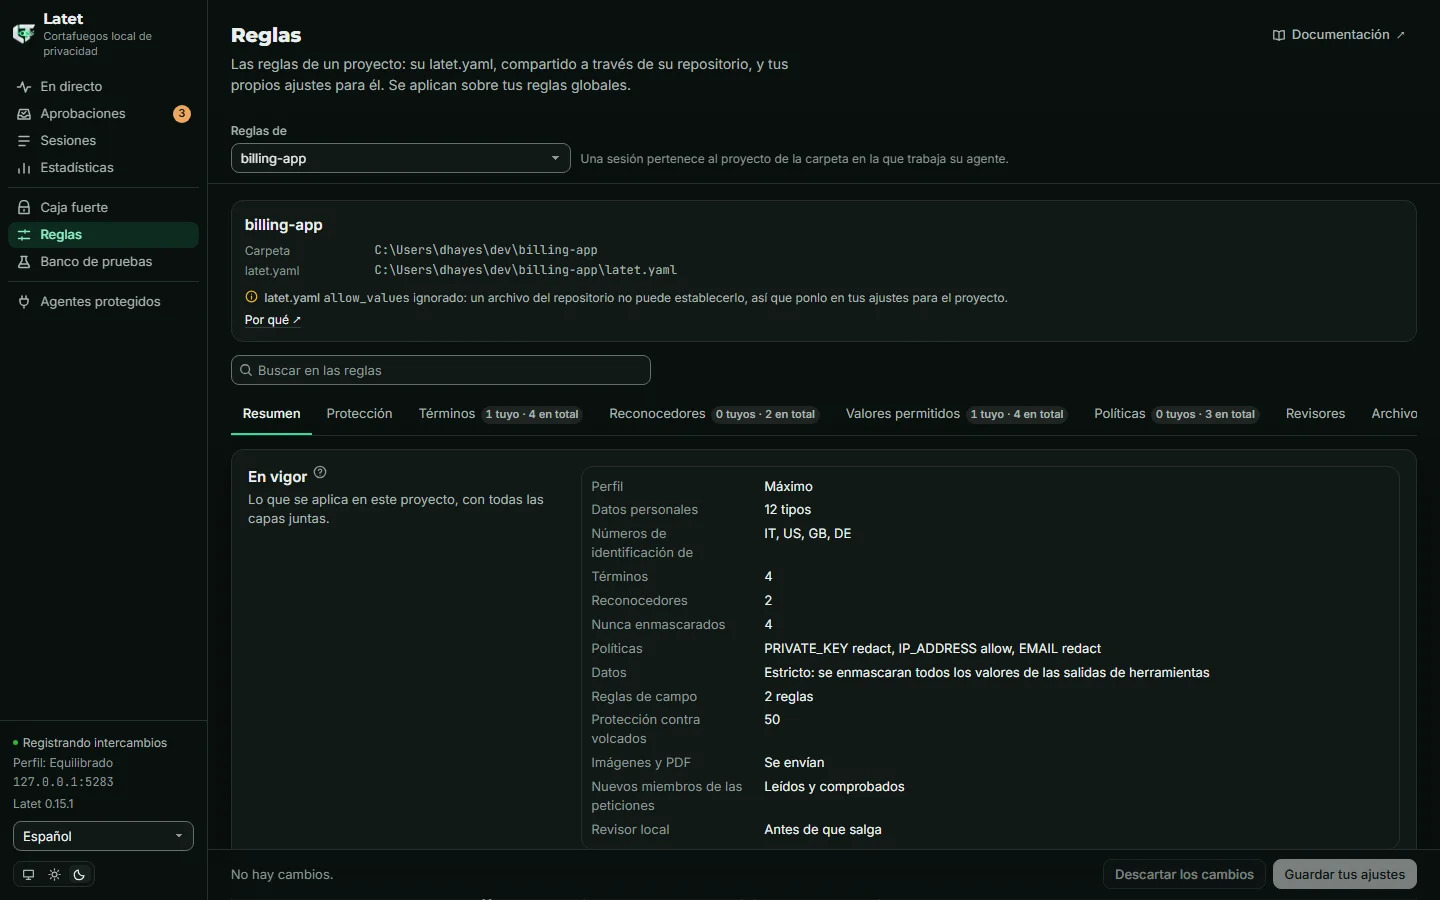 Latet
Cortafuegos local de
privacidad
En directo
Aprobaciones 3
Sesiones
Estadísticas
Caja fuerte
Reglas
Banco de pruebas
Agentes protegidos
Registrando intercambios
Perfil: Equilibrado
127.0.0.1:5283
Latet 0.15.1
Español
Reglas
Documentación ↗
Las reglas de un proyecto: su latet.yaml, compartido a través de su repositorio, y tus
propios ajustes para él. Se aplican sobre tus reglas globales.
Reglas de
billing-app
Una sesión pertenece al proyecto de la carpeta en la que trabaja su agente.
billing-app
Carpeta C:\Users\dhayes\dev\billing-app
latet.yaml C:\Users\dhayes\dev\billing-app\latet.yaml
latet.yaml allow_values ignorado: un archivo del repositorio no puede establecerlo, así que ponlo en tus ajustes para el proyecto.
Por qué ↗
Buscar en las reglas
Resumen Protección Términos 1 tuyo · 4 en total Reconocedores 0 tuyos · 2 en total Valores permitidos 1 tuyo · 4 en total Políticas 0 tuyos · 3 en total Revisores Archivo
En vigor ?
Lo que se aplica en este proyecto, con todas las
capas juntas.
Perfil Máximo
Datos personales 12 tipos
Números de
identificación de IT, US, GB, DE
Términos 4
Reconocedores 2
Nunca enmascarados 4
Políticas PRIVATE_KEY redact, IP_ADDRESS allow, EMAIL redact
Datos Estricto: se enmascaran todos los valores de las salidas de herramientas
Reglas de campo 2 reglas
Protección contra
volcados 50
Imágenes y PDF Se envían
Nuevos miembros de las
peticiones Leídos y comprobados
Revisor local Antes de que salga
No hay cambios.
Descartar los cambios
Guardar tus ajustes